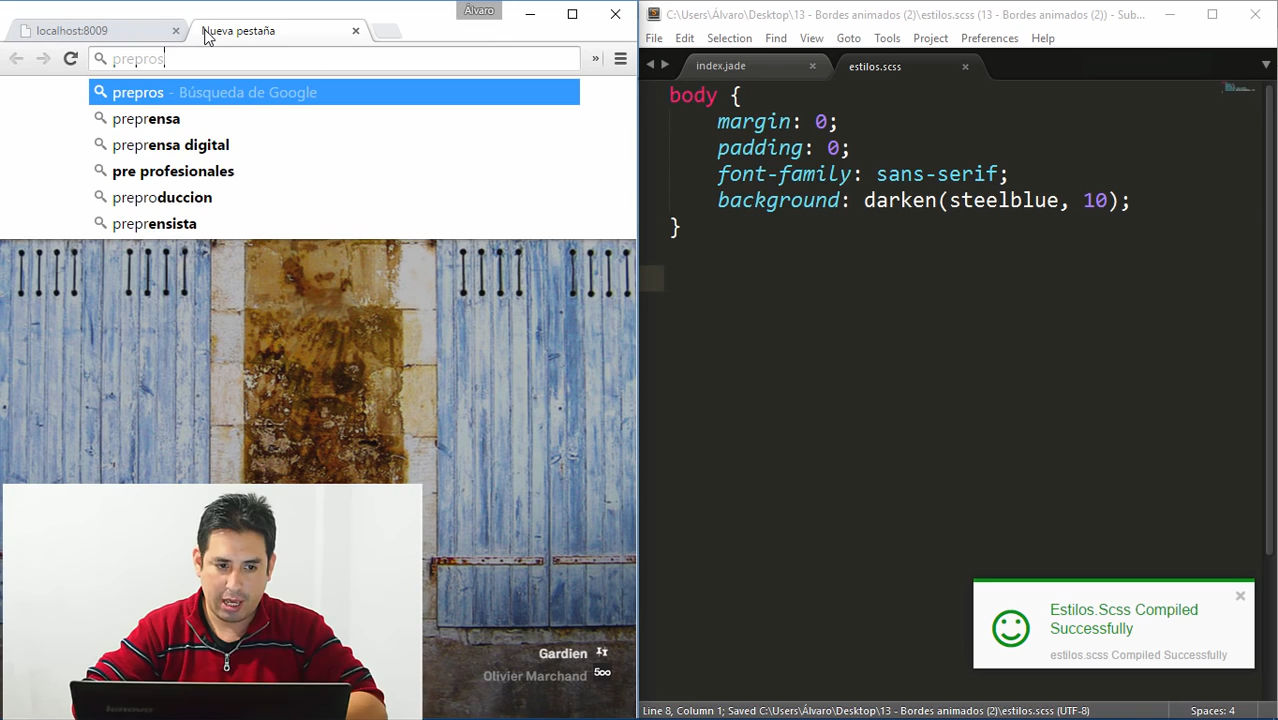 Álvaro
localhost:8009
Nueva pestaña
prepros
prepros - Búsqueda de Google
preprensa
preprensa digital
pre profesionales
preproduccion
preprensista
Gardien
Olivier Marchand
C:\Users\Álvaro\Desktop\13 - Bordes animados (2)\estilos.scss (13 - Bordes animados (2)) - Sub...
File Edit Selection Find View Goto Tools Project Preferences Help
index.jade
estilos.scss
body {
margin: 0;
padding: 0;
font-family: sans-serif;
background: darken(steelblue, 10);
}
Estilos.Scss Compiled
Successfully
estilos.scss Compiled Successfully
Line 8, Column 1; Saved C:\Users\Álvaro\Desktop\13 - Bordes animados (2)\estilos.scss (UTF-8)
Spaces: 4